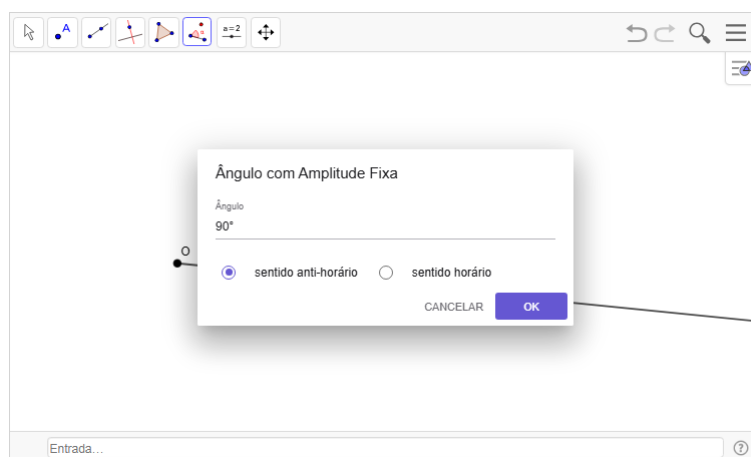 A
a=2
Ângulo com Amplitude Fixa
Ângulo
90°
O
sentido anti-horário sentido horário
CANCELAR OK
Entrada…
?